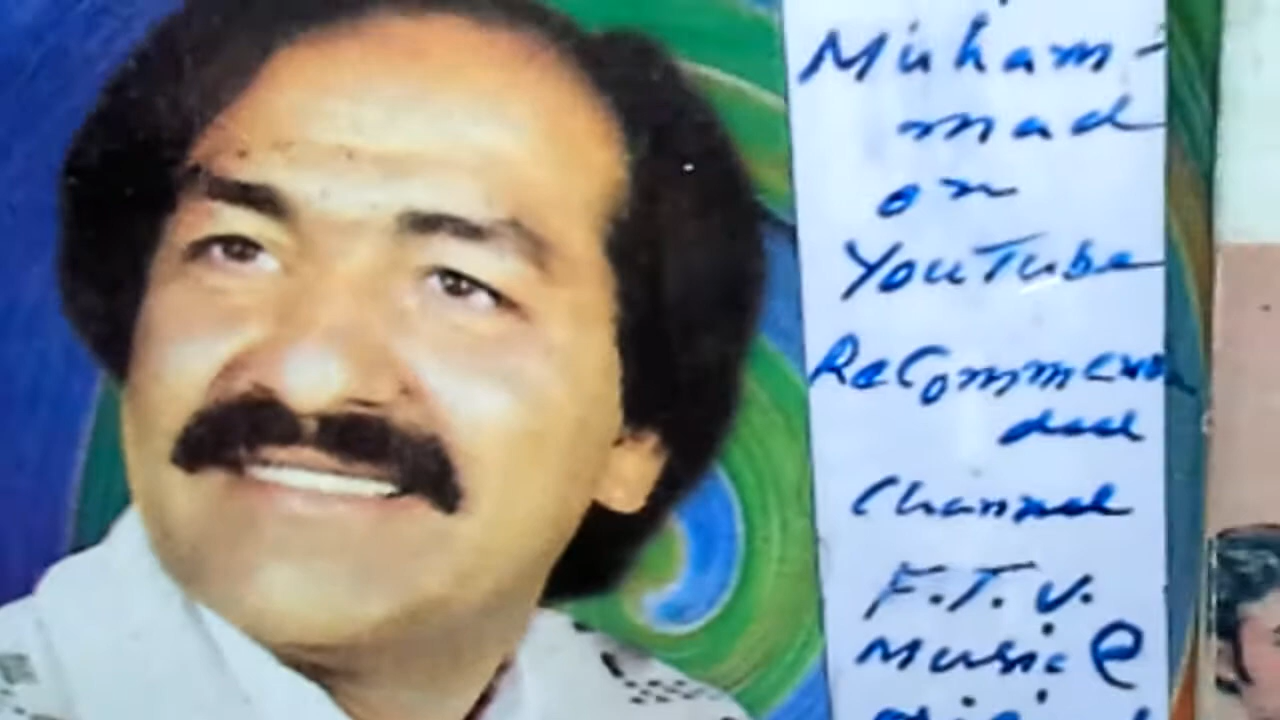 Muham-
mad
on
YouTube
Recommen
ded
Channel
F.T.V.
Music